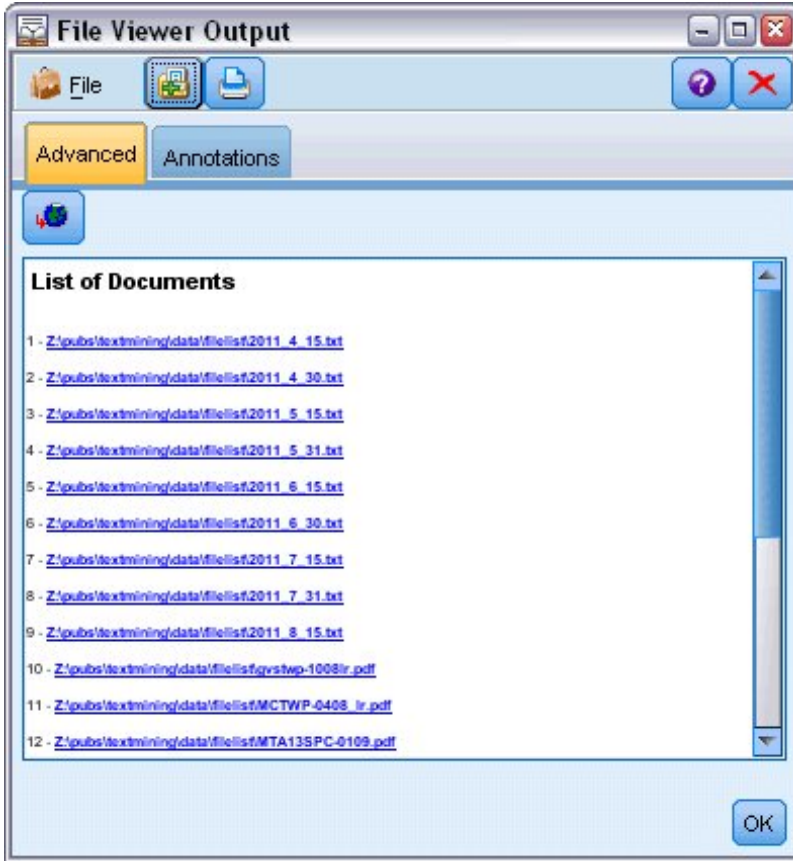 File Viewer Output
File
Advanced Annotations
List of Documents
1 - Z:\pubs\textmining\data\filelist\2011_4_15.txt
2 - Z:\pubs\textmining\data\filelist\2011_4_30.txt
3 - Z:\pubs\textmining\data\filelist\2011_5_15.txt
4 - Z:\pubs\textmining\data\filelist\2011_5_31.txt
5 - Z:\pubs\textmining\data\filelist\2011_6_15.txt
6 - Z:\pubs\textmining\data\filelist\2011_6_30.txt
7 - Z:\pubs\textmining\data\filelist\2011_7_15.txt
8 - Z:\pubs\textmining\data\filelist\2011_7_31.txt
9 - Z:\pubs\textmining\data\filelist\2011_8_15.txt
10 - Z:\pubs\textmining\data\filelist\gvstwp-1008lr.pdf
11 - Z:\pubs\textmining\data\filelist\MCTWP-0408_lr.pdf
12 - Z:\pubs\textmining\data\filelist\MTA13SPC-0109.pdf
OK